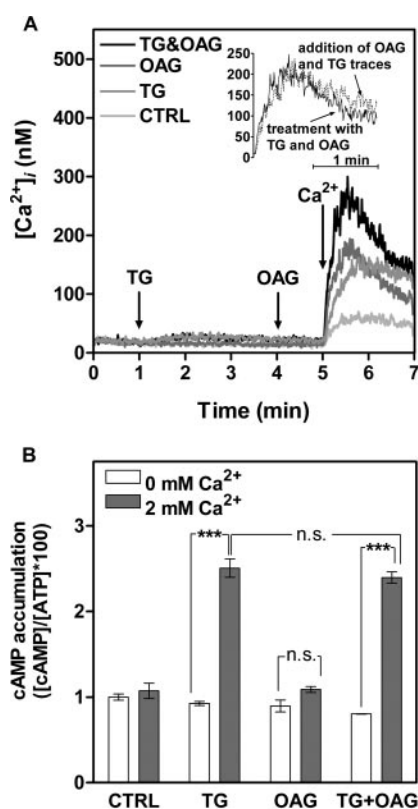 A
TG&OAG
OAG
TG
CTRL
500
400
300
200
100
0
[Ca²⁺]i (nM)
250
200
150
100
50
0
addition of OAG
and TG traces
treatment with
TG and OAG
1 min
Ca²⁺
TG
OAG
0 1 2 3 4 5 6 7
Time (min)
B
0 mM Ca²⁺
2 mM Ca²⁺
cAMP accumulation
([cAMP]/[ATP]*100)
3
2
1
0
***
n.s.
n.s.
***
CTRL TG OAG TG+OAG